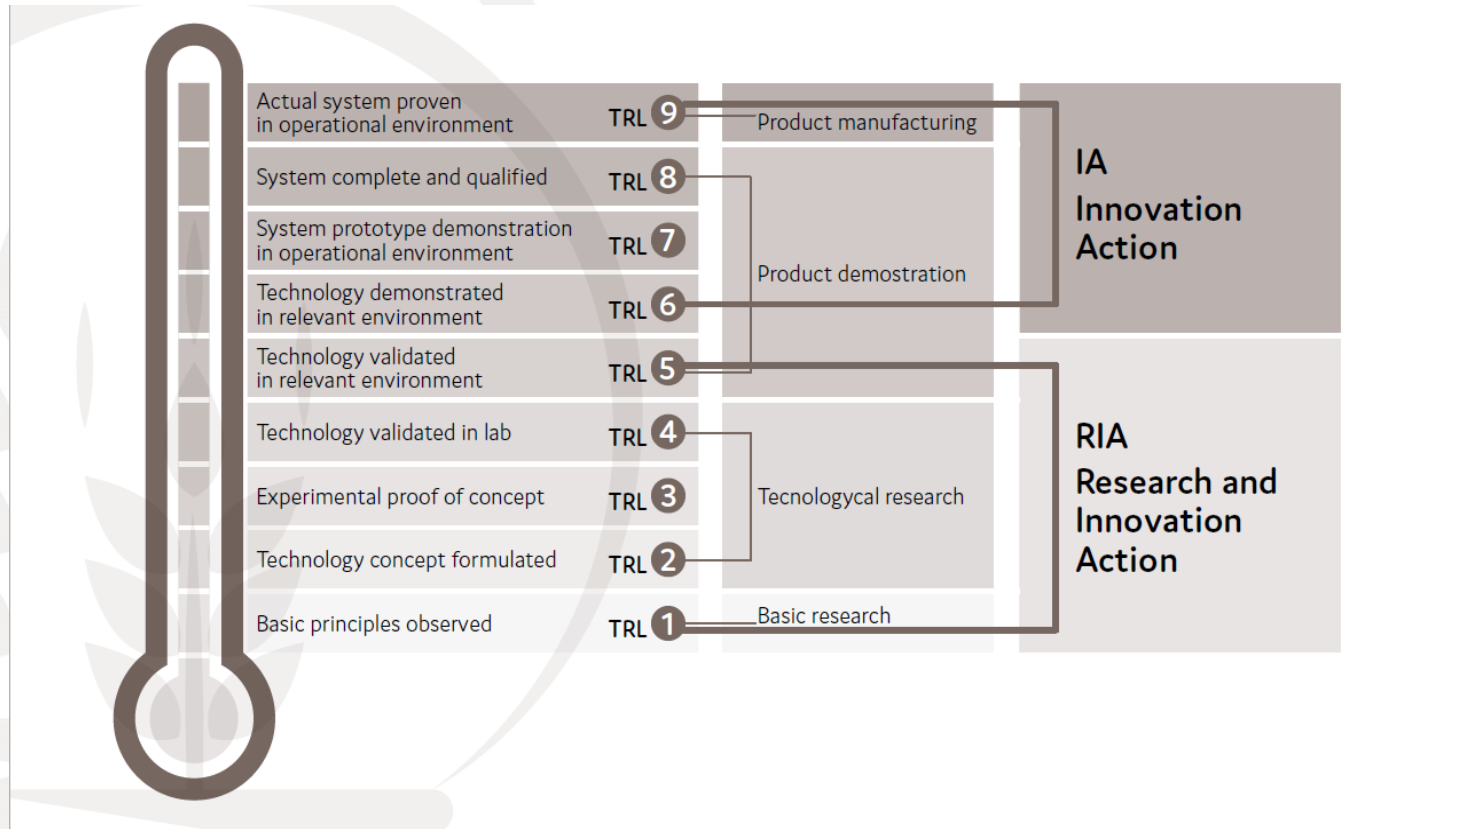 Actual system proven
in operational environment
TRL 9
Product manufacturing
System complete and qualified
TRL 8
System prototype demonstration
in operational environment
TRL 7
Technology demonstrated
in relevant environment
TRL 6
Product demostration
Technology validated
in relevant environment
TRL 5
Technology validated in lab
TRL 4
Experimental proof of concept
TRL 3
Tecnologycal research
Technology concept formulated
TRL 2
Basic principles observed
TRL 1
Basic research
IA
Innovation
Action
RIA
Research and
Innovation
Action